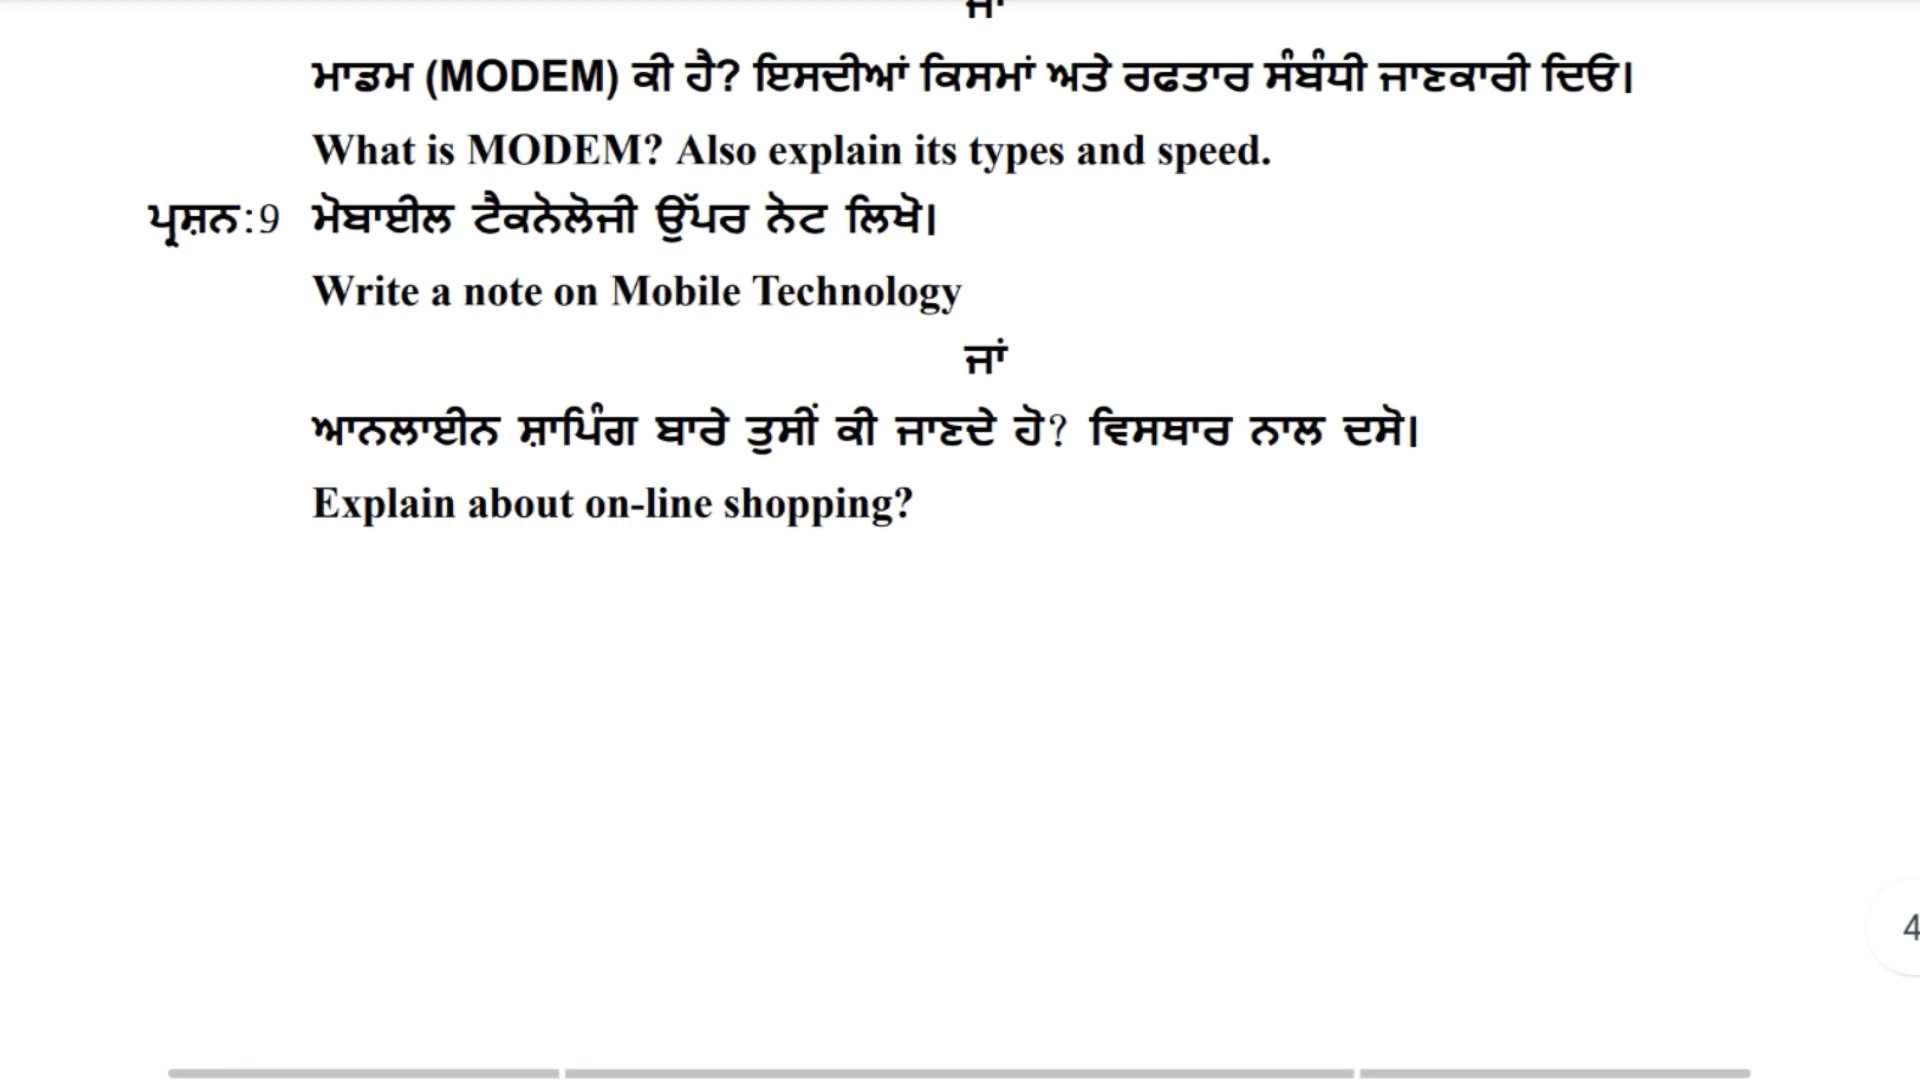 ਜਾਂ
ਮਾਡਮ (MODEM) ਕੀ ਹੈ? ਇਸਦੀਆਂ ਕਿਸਮਾਂ ਅਤੇ ਰਫਤਾਰ ਸੰਬੰਧੀ ਜਾਣਕਾਰੀ ਦਿਓ।
What is MODEM? Also explain its types and speed.
ਪ੍ਰਸ਼ਨ:9 ਮੋਬਾਈਲ ਟੈਕਨੋਲੋਜੀ ਉੱਪਰ ਨੋਟ ਲਿਖੋ।
Write a note on Mobile Technology
ਜਾਂ
ਆਨਲਾਈਨ ਸ਼ਾਪਿੰਗ ਬਾਰੇ ਤੁਸੀਂ ਕੀ ਜਾਣਦੇ ਹੋ? ਵਿਸਥਾਰ ਨਾਲ ਦਸੋ।
Explain about on-line shopping?
4